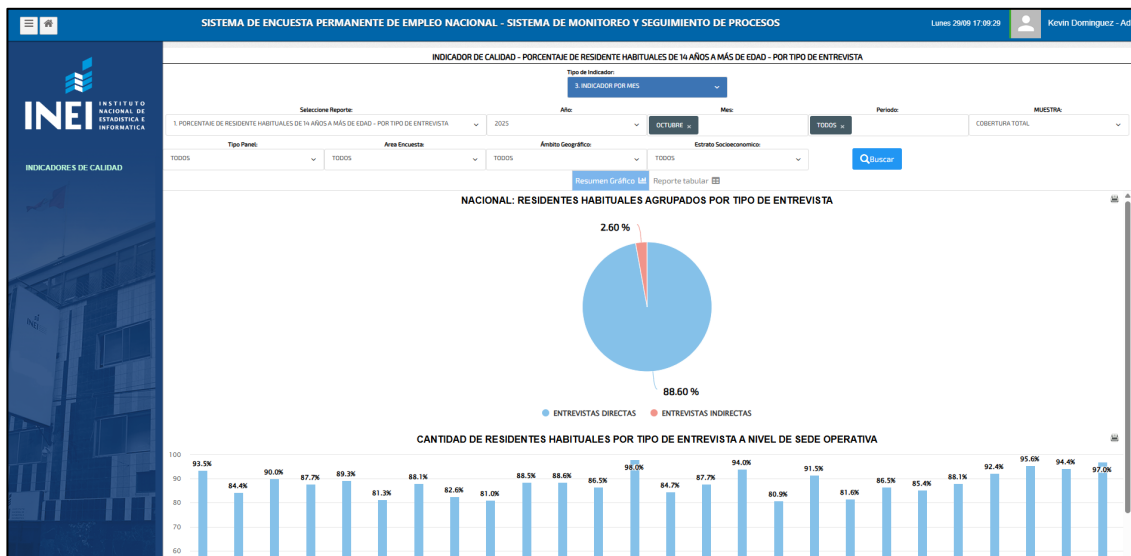 SISTEMA DE ENCUESTA PERMANENTE DE EMPLEO NACIONAL - SISTEMA DE MONITOREO Y SEGUIMIENTO DE PROCESOS
Lunes 29/09 17:09:29
Kevin Dominguez - Ad
INEI
INSTITUTO
NACIONAL DE
ESTADISTICA E
INFORMATICA
INDICADORES DE CALIDAD
INDICADOR DE CALIDAD - PORCENTAJE DE RESIDENTE HABITUALES DE 14 AÑOS A MÁS DE EDAD - POR TIPO DE ENTREVISTA
Tipo de Indicador:
3. INDICADOR POR MES
Seleccione Reporte: Año: Mes: Periodo: MUESTRA:
1. PORCENTAJE DE RESIDENTE HABITUALES DE 14 AÑOS A MÁS DE EDAD - POR TIPO DE ENTREVISTA 2025 OCTUBRE × TODOS × COBERTURA TOTAL
Tipo Panel: Area Encuesta: Ámbito Geográfico: Estrato Socioeconomico:
TODOS TODOS TODOS TODOS Buscar
Resumen Gráfico Reporte tabular
NACIONAL: RESIDENTES HABITUALES AGRUPADOS POR TIPO DE ENTREVISTA
2.60 %
88.60 %
ENTREVISTAS DIRECTAS ENTREVISTAS INDIRECTAS
CANTIDAD DE RESIDENTES HABITUALES POR TIPO DE ENTREVISTA A NIVEL DE SEDE OPERATIVA
100
90
80
70
60
93.5% 84.4% 90.0% 87.7% 89.3% 81.3% 88.1% 82.6% 81.0% 88.5% 88.6% 86.5% 98.0% 84.7% 87.7% 94.0% 80.9% 91.5% 81.6% 86.5% 85.4% 88.1% 92.4% 95.6% 94.4% 97.0%
INEI